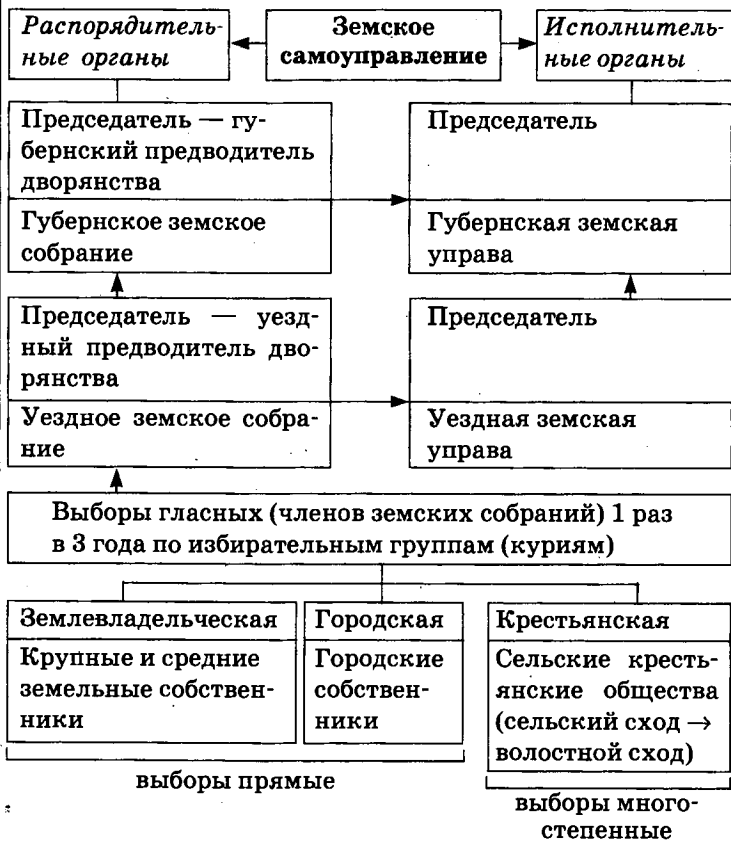 Распорядитель-
ные органы
Земское
самоуправление
Исполнитель-
ные органы
Председатель — гу-
бернский предводитель
дворянства
Председатель
Губернское земское
собрание
Губернская земская
управа
Председатель — уезд-
ный предводитель дво-
рянства
Председатель
Уездное земское собра-
ние
Уездная земская
управа
Выборы гласных (членов земских собраний) 1 раз
в 3 года по избирательным группам (куриям)
Землевладельческая
Крупные и средние
земельные собствен-
ники
Городская
Городские
собствен-
ники
Крестьянская
Сельские кресть-
янские общества
(сельский сход →
волостной сход)
выборы прямые
выборы много-
степенные